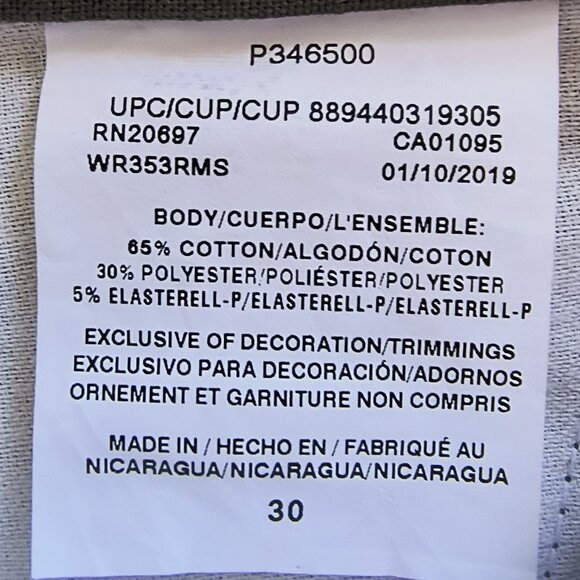 P346500
UPC/CUP/CUP 889440319305
RN20697 CA01095
WR353RMS 01/10/2019
BODY/CUERPO/L'ENSEMBLE:
65% COTTON/ALGODÓN/COTON
30% POLYESTER/POLIÉSTER/POLYESTER
5% ELASTERELL-P/ELASTERELL-P/ELASTERELL-P
EXCLUSIVE OF DECORATION/TRIMMINGS
EXCLUSIVO PARA DECORACIÓN/ADORNOS
ORNEMENT ET GARNITURE NON COMPRIS
MADE IN / HECHO EN / FABRIQUÉ AU
NICARAGUA/NICARAGUA/NICARAGUA
30